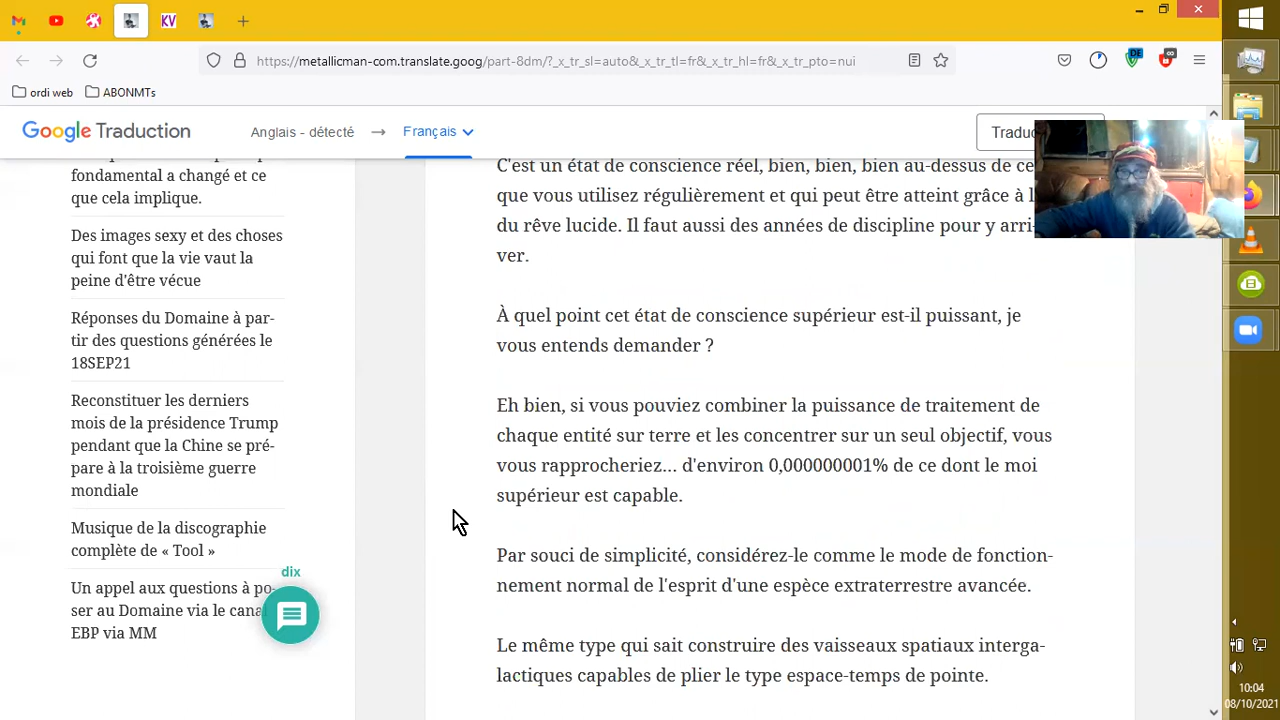 KV
https://metallicman-com.translate.goog/port-8dnv/?_x_tr_sl=auto&_x_tr_tl=fr&_x_tr_hl=fr&_x_tr_pto=nui
DE
∞
ordi web
ABONMTs
Google Traduction
Anglais - détecté
Français
fondamental a changé et ce
que cela implique.
Des images sexy et des choses
qui font que la vie vaut la
peine d'être vécue
Réponses du Domaine à par-
tir des questions générées le
18SEP21
Reconstituer les derniers
mois de la présidence Trump
pendant que la Chine se pré-
pare à la troisième guerre
mondiale
Musique de la discographie
complète de « Tool »
dix
Un appel aux questions à po-
ser au Domaine via le cana
EBP via MM
C'est un état de conscience réel, bien, bien, bien au-dessus de ce
que vous utilisez régulièrement et qui peut être atteint grâce à l
du rêve lucide. Il faut aussi des années de discipline pour y arri-
ver.
À quel point cet état de conscience supérieur est-il puissant, je
vous entends demander ?
Eh bien, si vous pouviez combiner la puissance de traitement de
chaque entité sur terre et les concentrer sur un seul objectif, vous
vous rapprocheriez... d'environ 0,000000001% de ce dont le moi
supérieur est capable.
Par souci de simplicité, considérez-le comme le mode de fonction-
nement normal de l'esprit d'une espèce extraterrestre avancée.
Le même type qui sait construire des vaisseaux spatiaux interga-
lactiques capables de plier le type espace-temps de pointe.
10:04
08/10/2021